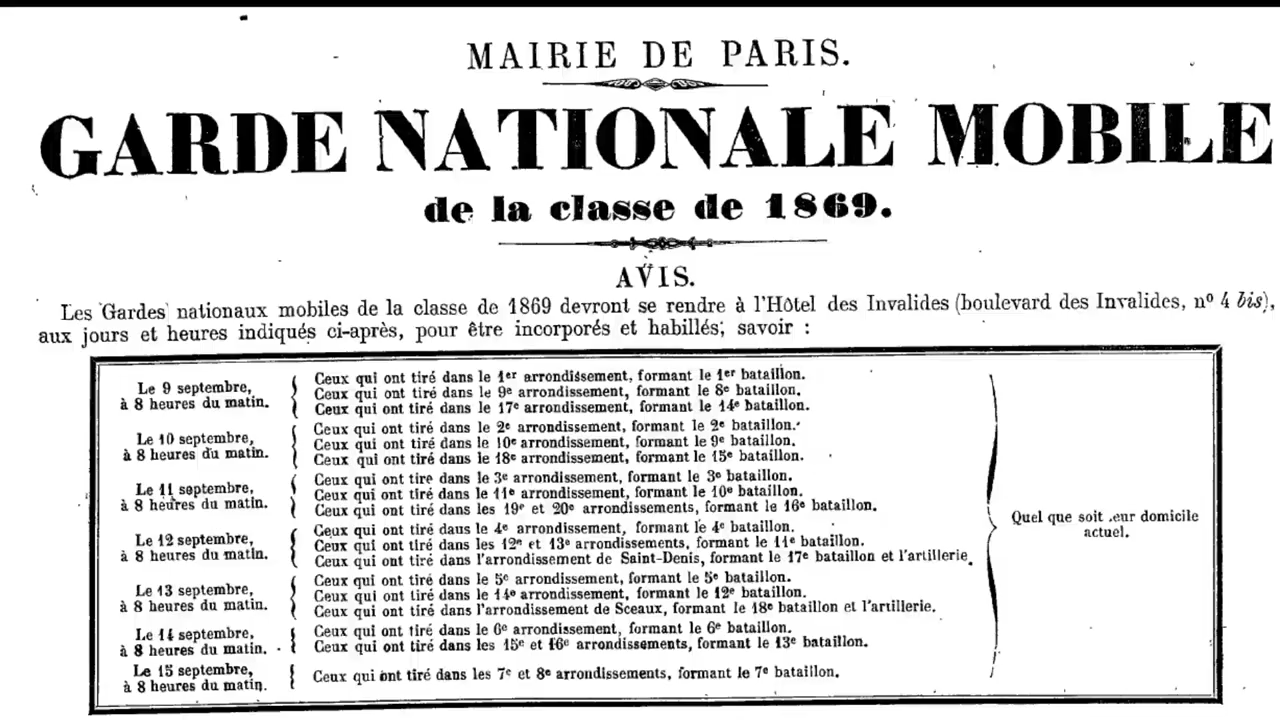 MAIRIE DE PARIS.
GARDE NATIONALE MOBILE
de la classe de 1869.
AVIS.
Les Gardes nationaux mobiles de la classe de 1869 devront se rendre à l'Hôtel des Invalides (boulevard des Invalides, nº 4 bis),
aux jours et heures indiqués ci-après, pour être incorporés et habillés, savoir :
Le 9 septembre,
à 8 heures du matin.
Ceux qui ont tiré dans le 1er arrondissement, formant le 1er bataillon.
Ceux qui ont tiré dans le 9e arrondissement, formant le 8e bataillon.
Ceux qui ont tiré dans le 17e arrondissement, formant le 14e bataillon.
Le 10 septembre,
à 8 heures du matin.
Ceux qui ont tiré dans le 2e arrondissement, formant le 2e bataillon.
Ceux qui ont tiré dans le 10e arrondissement, formant le 9e bataillon.
Ceux qui ont tiré dans le 18e arrondissement, formant le 15e bataillon.
Le 11 septembre,
à 8 heures du matin.
Ceux qui ont tiré dans le 3e arrondissement, formant le 3e bataillon.
Ceux qui ont tiré dans le 11e arrondissement, formant le 10e bataillon.
Ceux qui ont tiré dans les 19e et 20e arrondissements, formant le 16e bataillon.
Le 12 septembre,
à 8 heures du matin.
Ceux qui ont tiré dans le 4e arrondissement, formant le 4e bataillon.
Ceux qui ont tiré dans les 12e et 13e arrondissements, formant le 11e bataillon.
Ceux qui ont tiré dans l'arrondissement de Saint-Denis, formant le 17e bataillon et l'artillerie.
Le 13 septembre,
à 8 heures du matin.
Ceux qui ont tiré dans le 5e arrondissement, formant le 5e bataillon.
Ceux qui ont tiré dans le 14e arrondissement, formant le 12e bataillon.
Ceux qui ont tiré dans l'arrondissement de Sceaux, formant le 18e bataillon et l'artillerie.
Le 14 septembre,
à 8 heures du matin.
Ceux qui ont tiré dans le 6e arrondissement, formant le 6e bataillon.
Ceux qui ont tiré dans les 15e et 16e arrondissements, formant le 13e bataillon.
Le 15 septembre,
à 8 heures du matin.
Ceux qui ont tiré dans les 7e et 8e arrondissements, formant le 7e bataillon.
Quel que soit leur domicile
actuel.